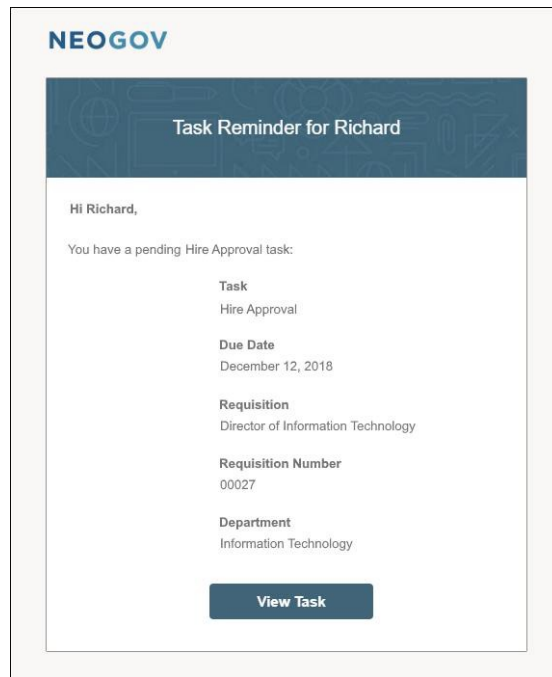 NEOGOV
Task Reminder for Richard
Hi Richard,
You have a pending Hire Approval task:
Task
Hire Approval
Due Date
December 12, 2018
Requisition
Director of Information Technology
Requisition Number
00027
Department
Information Technology
View Task